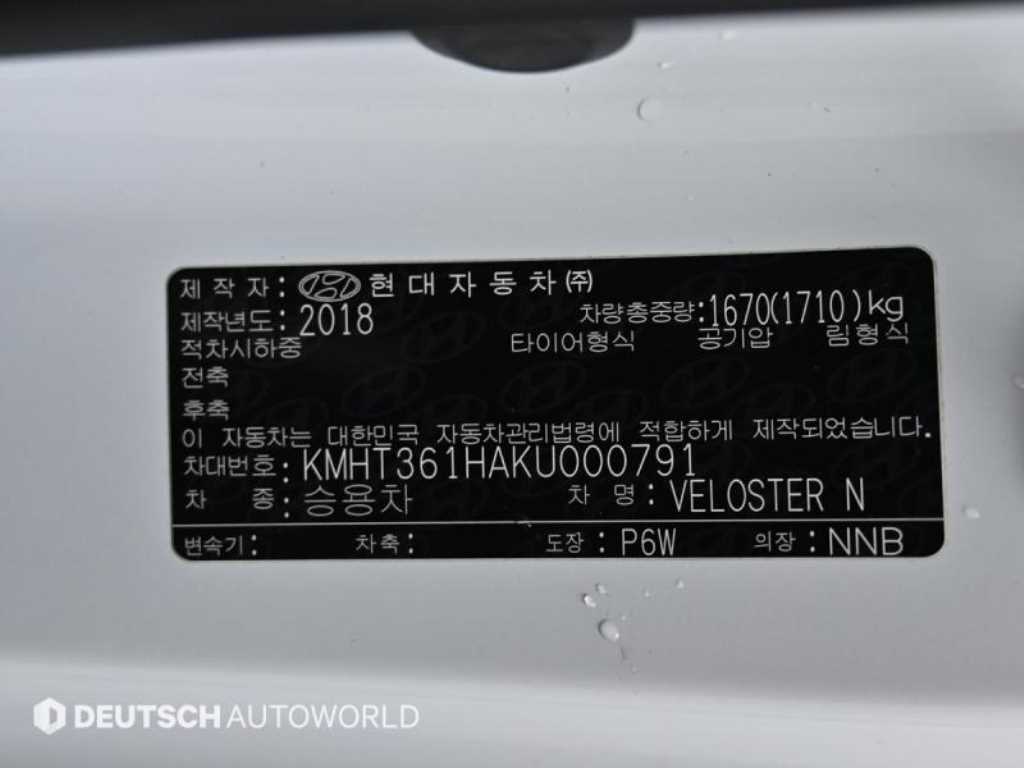 제 작 자 : 현대자동차㈜
제작년도 : 2018 차량총중량 : 1670(1710)kg
적차시하중 타이어형식 공기압 림형식
전축
후축
이 자동차는 대한민국 자동차관리법령에 적합하게 제작되었습니다.
차대번호 : KMHT361HAKU000791
차 종 : 승용차 차 명 : VELOSTER N
변속기 : 차축 : 도장 : P6W 의장 : NNB
DEUTSCH AUTOWORLD